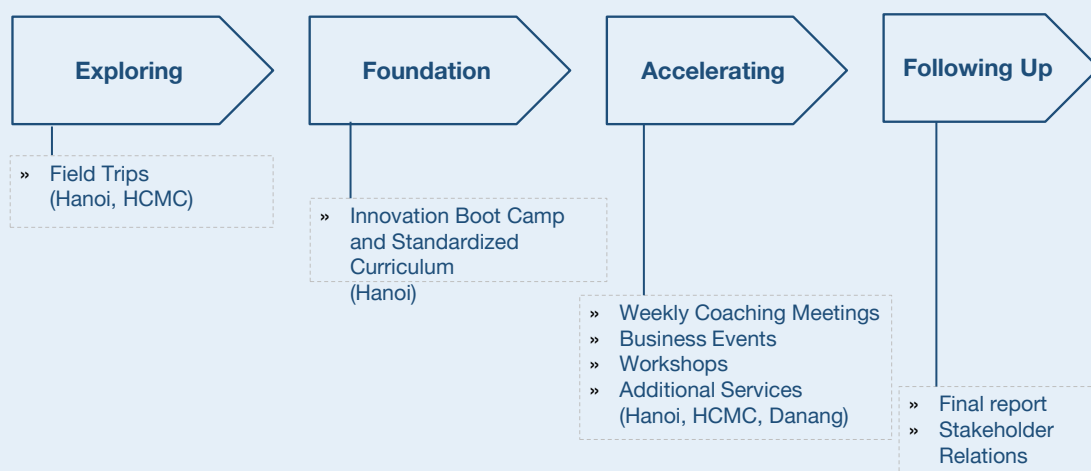 Exploring
Foundation
Accelerating
Following Up
» Field Trips
(Hanoi, HCMC)
» Innovation Boot Camp
and Standardized
Curriculum
(Hanoi)
» Weekly Coaching Meetings
» Business Events
» Workshops
» Additional Services
(Hanoi, HCMC, Danang)
» Final report
» Stakeholder
Relations